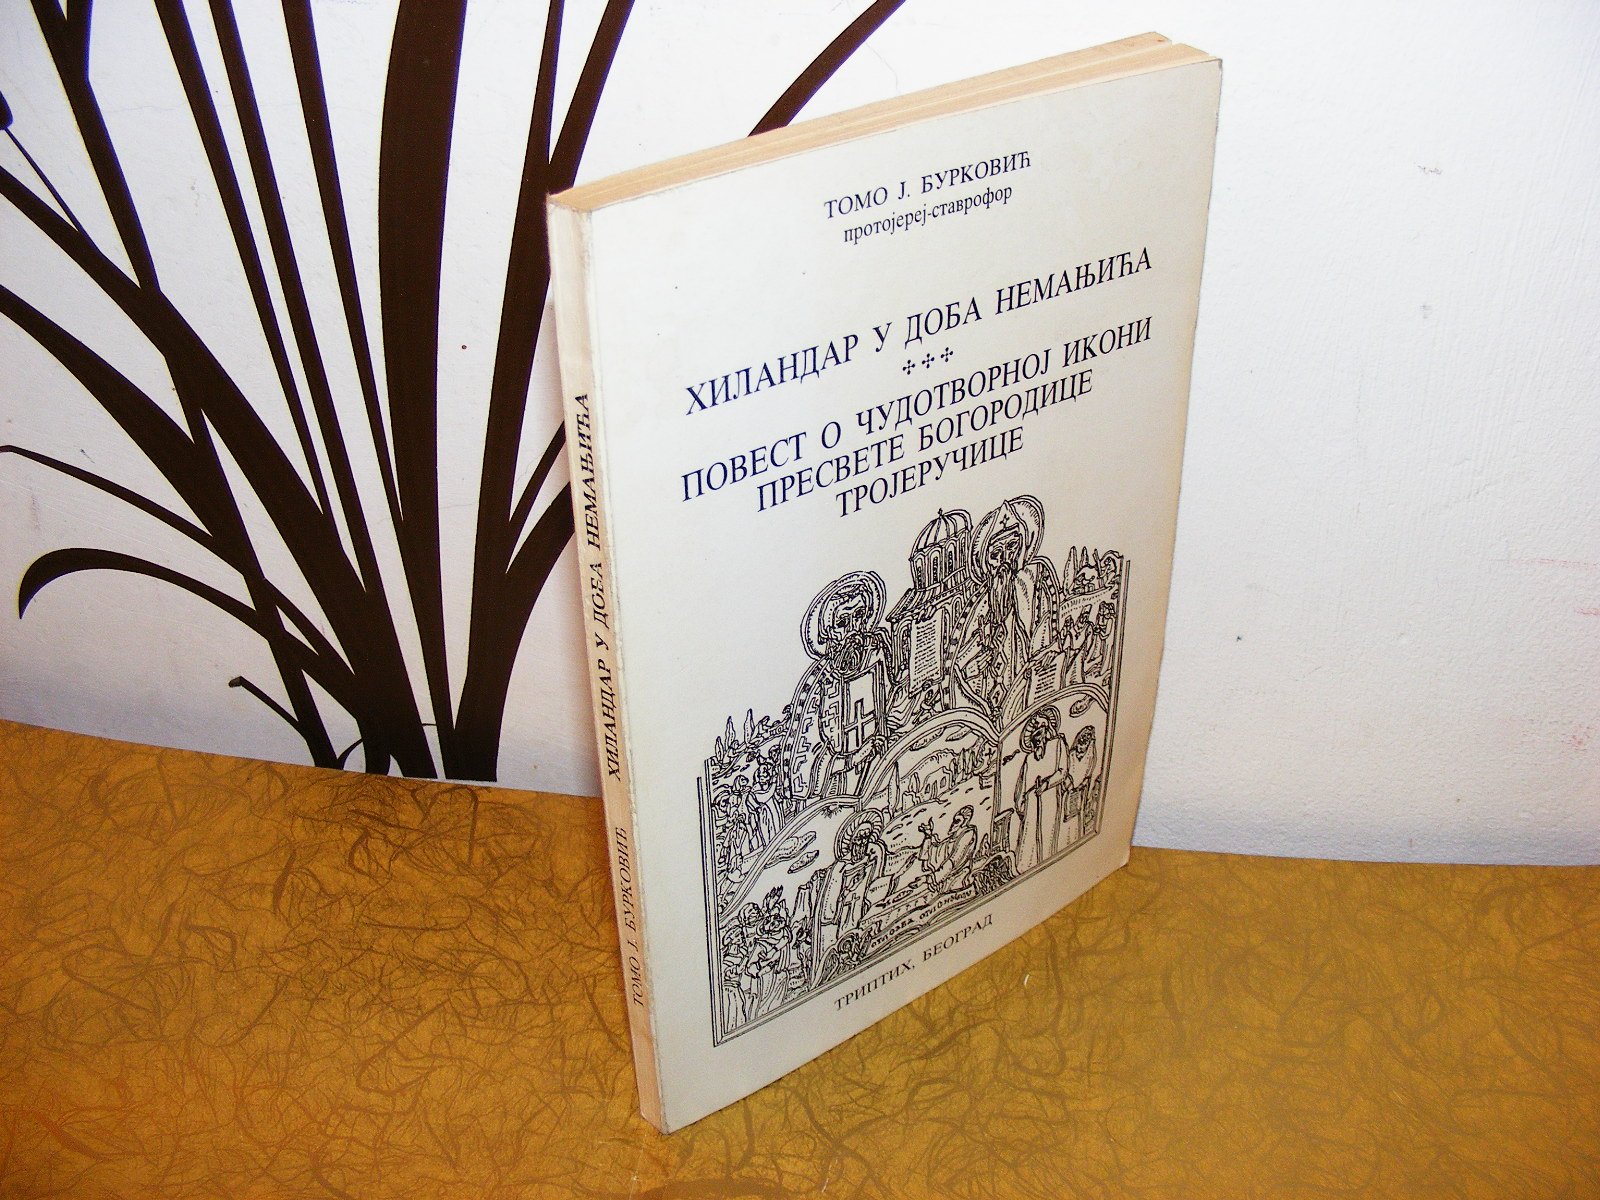 ТОМО Ј. БУРКОВИЋ
протојереј-ставрофор
ХИЛАНДАР У ДОБА НЕМАЊИЋА
ПОВЕСТ О ЧУДОТВОРНОЈ ИКОНИ
ПРЕСВЕТЕ БОГОРОДИЦЕ
ТРОЈЕРУЧИЦЕ
ТРИПТИХ, БЕОГРАД
ТОМО Ј. БУРКОВИЋ ХИЛАНДАР У ДОБА НЕМАЊИЋА